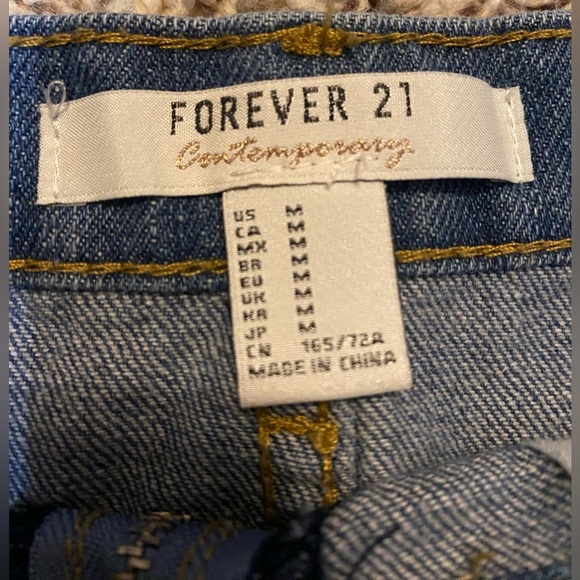 FOREVER 21
Contemporary
US M
CA M
MX M
BR M
EU M
UK M
KR M
JP M
CN 165/72A
MADE IN CHINA